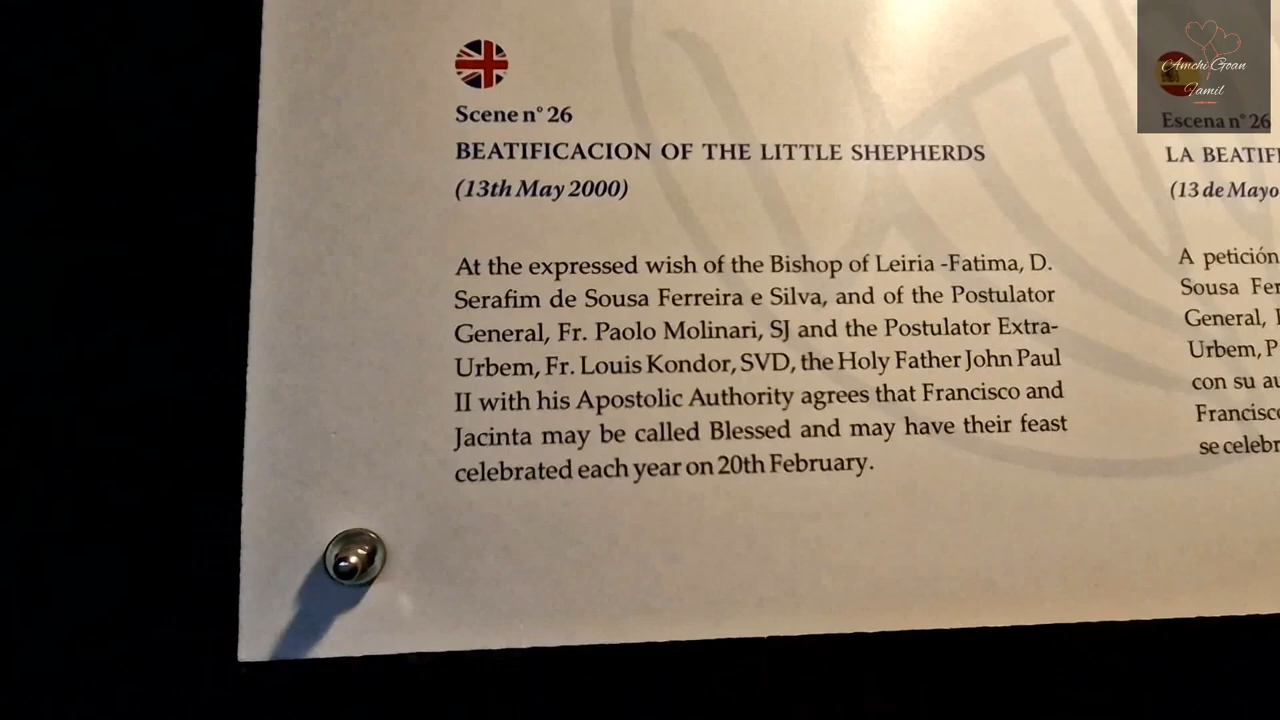 Scene n° 26
BEATIFICACION OF THE LITTLE SHEPHERDS
(13th May 2000)
At the expressed wish of the Bishop of Leiria -Fatima, D.
Serafim de Sousa Ferreira e Silva, and of the Postulator
General, Fr. Paolo Molinari, SJ and the Postulator Extra-
Urbem, Fr. Louis Kondor, SVD, the Holy Father John Paul
II with his Apostolic Authority agrees that Francisco and
Jacinta may be called Blessed and may have their feast
celebrated each year on 20th February.
Amchi Goan
Famil
Escena n° 26
LA BEATIF
(13 de Mayo
A petición
Sousa Fer
General,
Urbem, P
con su au
Francisco
se celebr